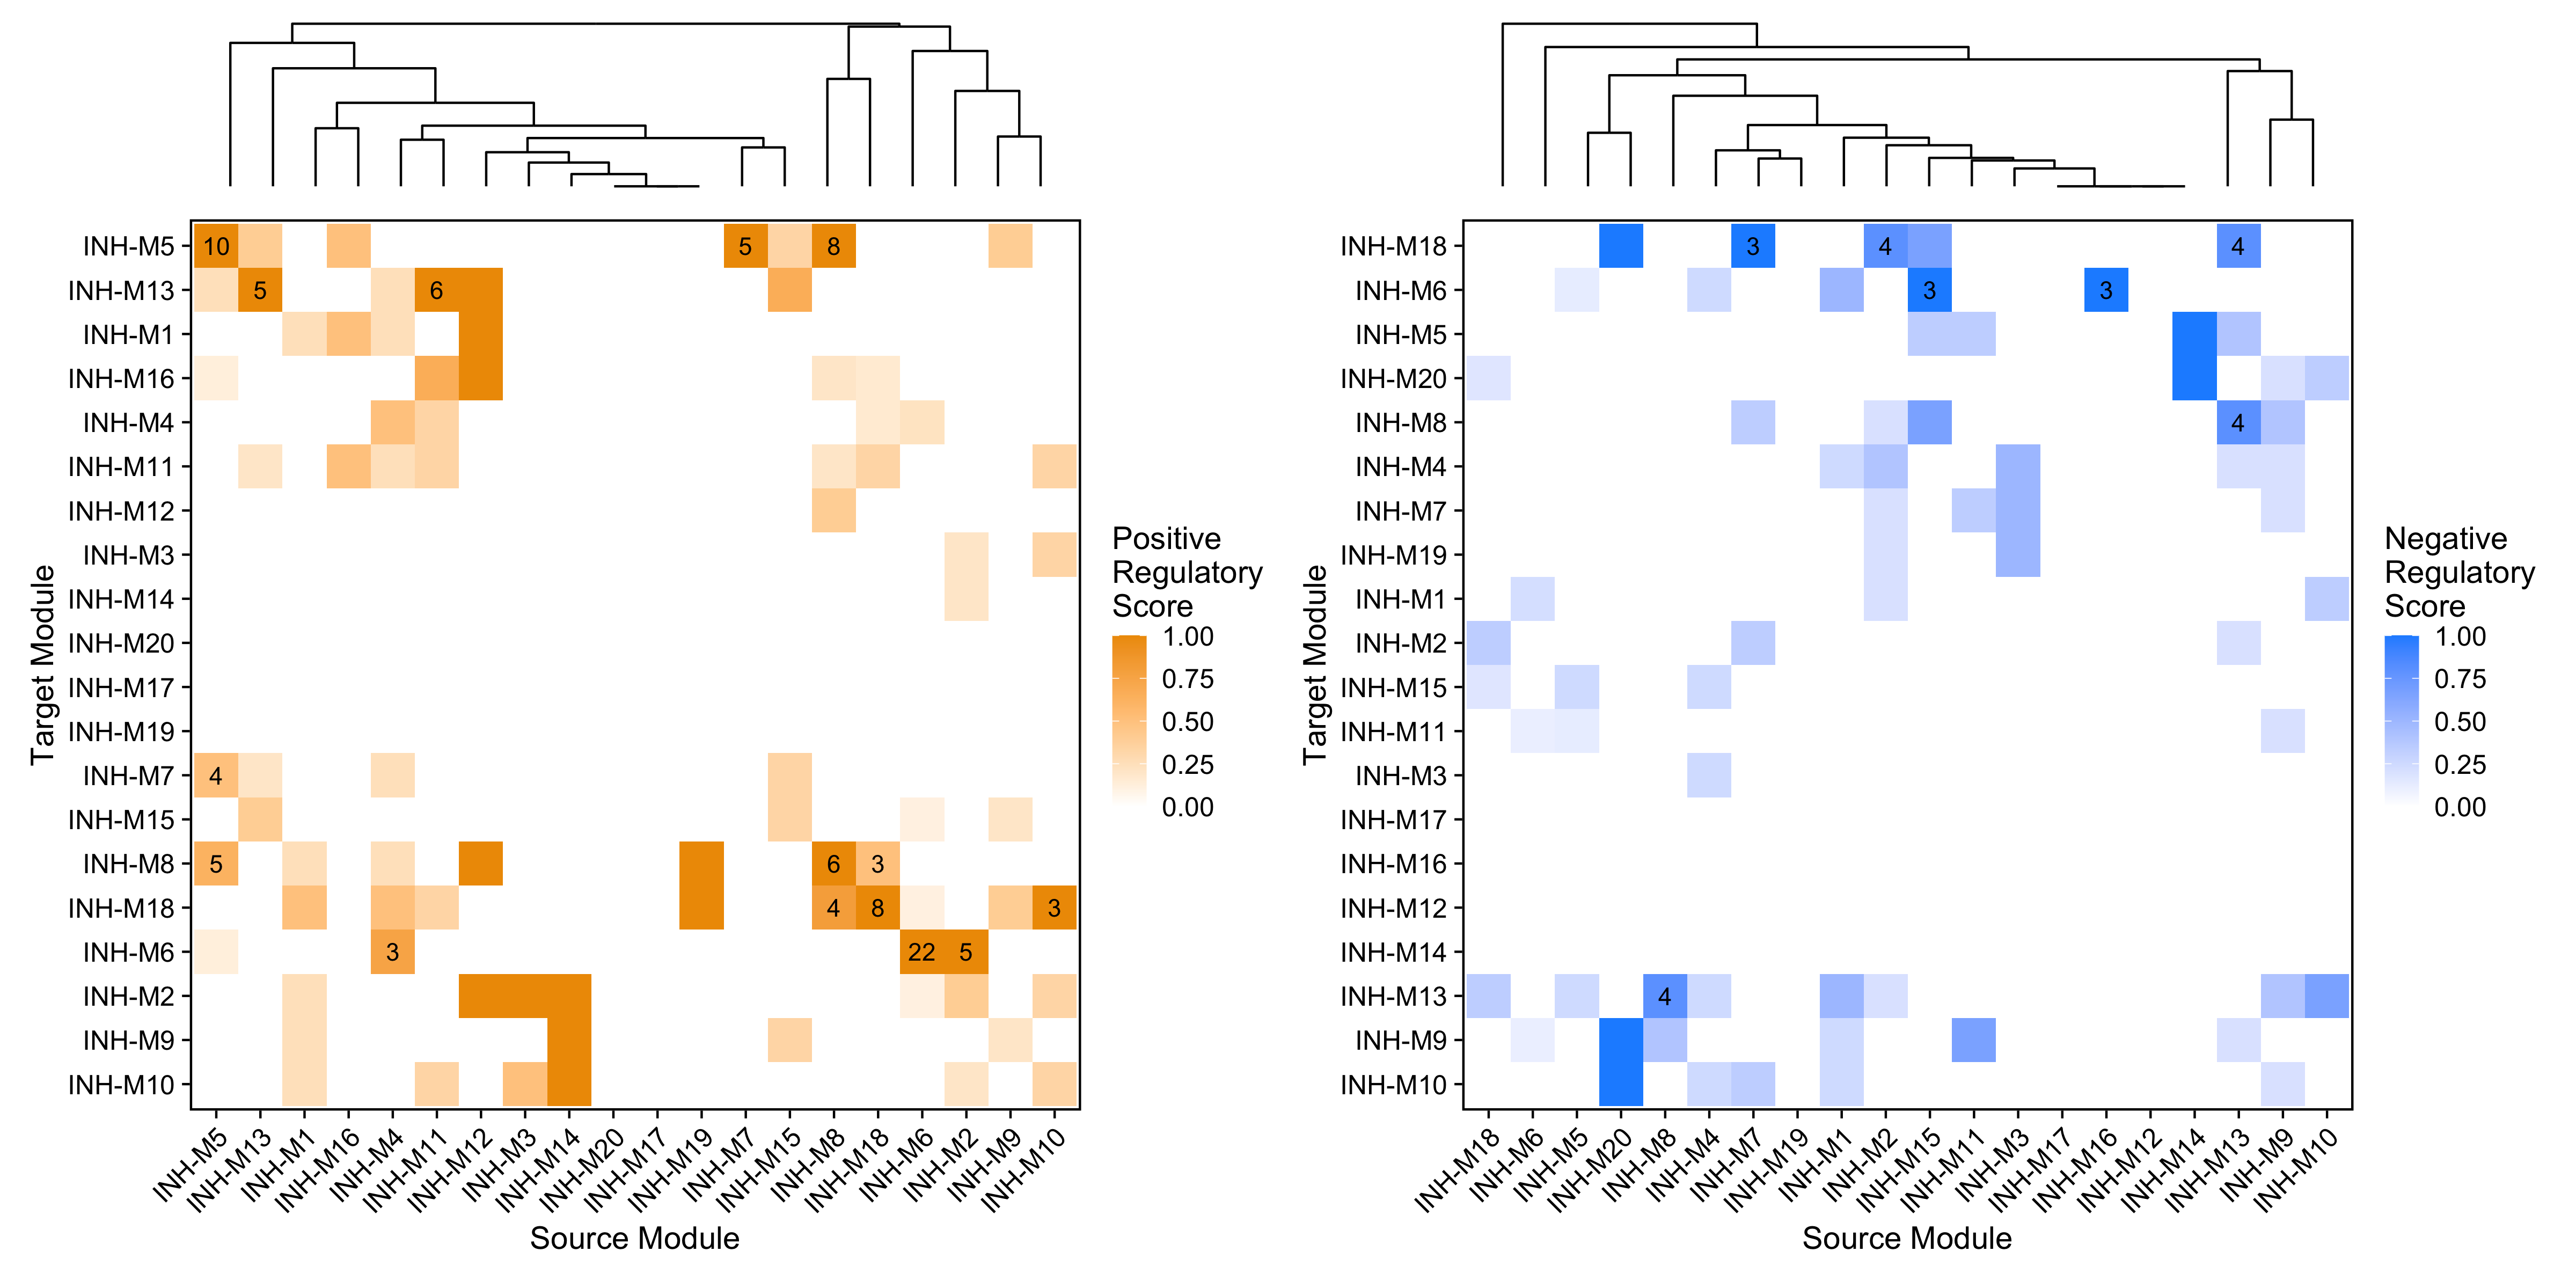 INH-M5
INH-M13
INH-M1
INH-M16
INH-M4
INH-M11
INH-M12
INH-M3
INH-M14
INH-M20
INH-M17
INH-M19
INH-M7
INH-M15
INH-M8
INH-M18
INH-M6
INH-M2
INH-M9
INH-M10
Target Module
10 5 8
5 6
4
5 6 3
4 8 3
3 22 5
INH-M5 INH-M13 INH-M1 INH-M16 INH-M4 INH-M11 INH-M12 INH-M3 INH-M14 INH-M20 INH-M17 INH-M19 INH-M7 INH-M15 INH-M8 INH-M18 INH-M6 INH-M2 INH-M9 INH-M10
Source Module
Positive
Regulatory
Score
1.00
0.75
0.50
0.25
0.00
INH-M18
INH-M6
INH-M5
INH-M20
INH-M8
INH-M4
INH-M7
INH-M19
INH-M1
INH-M2
INH-M15
INH-M11
INH-M3
INH-M17
INH-M16
INH-M12
INH-M14
INH-M13
INH-M9
INH-M10
Target Module
3 4 4
3 3
4
4
INH-M18 INH-M6 INH-M5 INH-M20 INH-M8 INH-M4 INH-M7 INH-M19 INH-M1 INH-M2 INH-M15 INH-M11 INH-M3 INH-M17 INH-M16 INH-M12 INH-M14 INH-M13 INH-M9 INH-M10
Source Module
Negative
Regulatory
Score
1.00
0.75
0.50
0.25
0.00